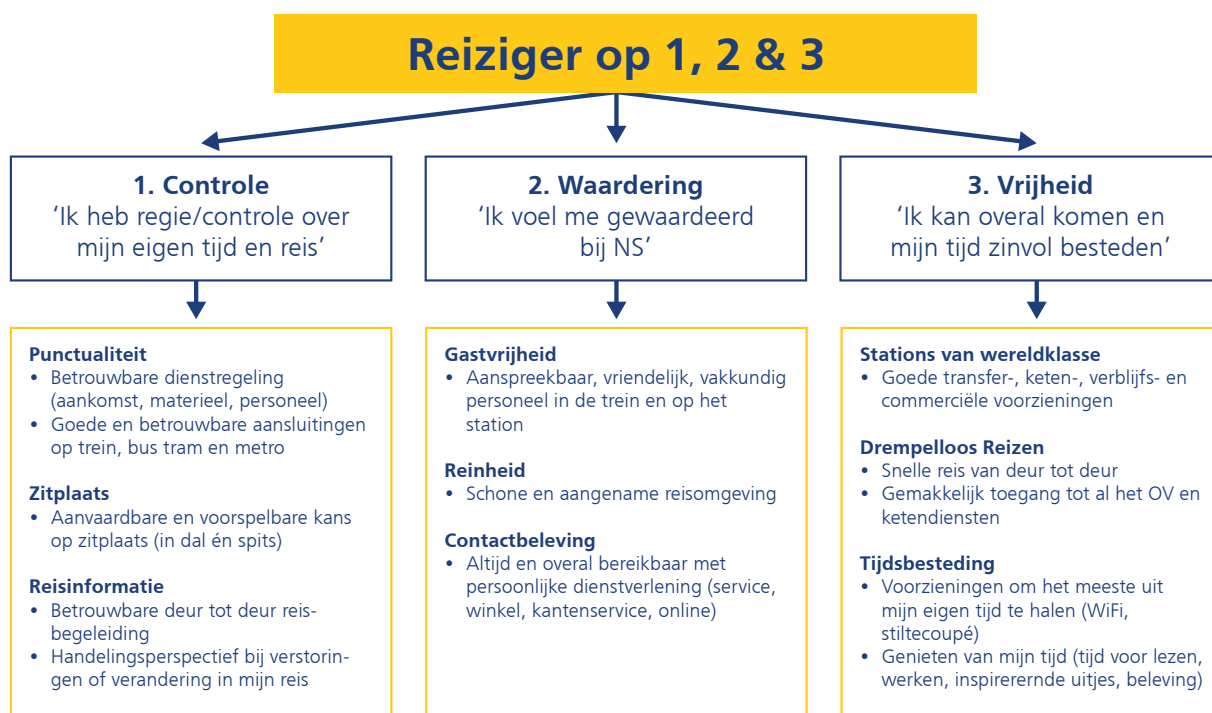 Reiziger op 1, 2 & 3
1. Controle
‘Ik heb regie/controle over
mijn eigen tijd en reis’
2. Waardering
‘Ik voel me gewaardeerd
bij NS’
3. Vrijheid
‘Ik kan overal komen en
mijn tijd zinvol besteden’
Punctualiteit
• Betrouwbare dienstregeling
(aankomst, materieel, personeel)
• Goede en betrouwbare aansluitingen
op trein, bus tram en metro
Zitplaats
• Aanvaardbare en voorspelbare kans
op zitplaats (in dal én spits)
Reisinformatie
• Betrouwbare deur tot deur reis-
begeleiding
• Handelingsperspectief bij verstorin-
gen of verandering in mijn reis
Gastvrijheid
• Aanspreekbaar, vriendelijk, vakkundig
personeel in de trein en op het
station
Reinheid
• Schone en aangename reisomgeving
Contactbeleving
• Altijd en overal bereikbaar met
persoonlijke dienstverlening (service,
winkel, kantenservice, online)
Stations van wereldklasse
• Goede transfer-, keten-, verblijfs- en
commerciële voorzieningen
Drempelloos Reizen
• Snelle reis van deur tot deur
• Gemakkelijk toegang tot al het OV en
ketendiensten
Tijdsbesteding
• Voorzieningen om het meeste uit
mijn eigen tijd te halen (WiFi,
stiltecoupé)
• Genieten van mijn tijd (tijd voor lezen,
werken, inspirerernde uitjes, beleving)